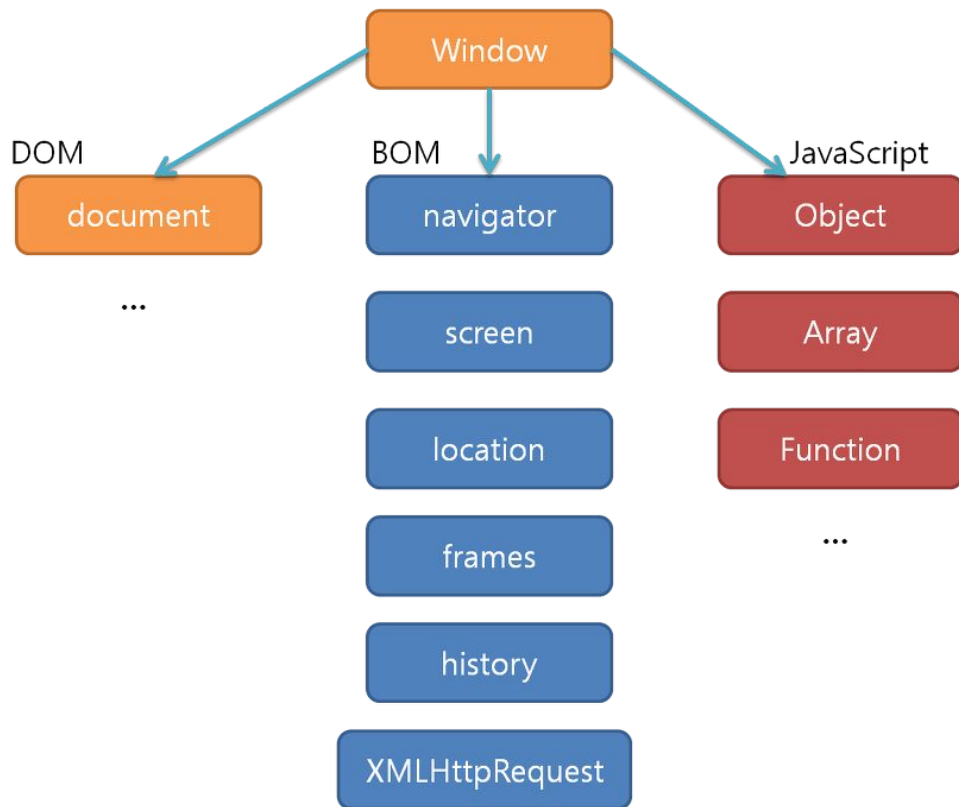 Window
DOM
BOM
JavaScript
document
navigator
Object
...
screen
Array
location
Function
frames
...
history
XMLHttpRequest